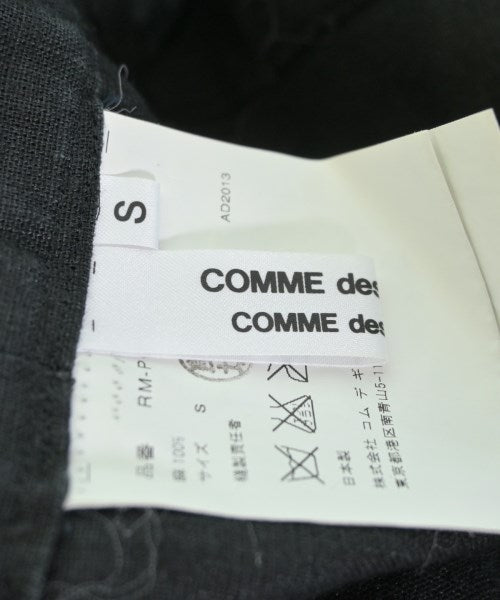 S
COMME des
COMME des
AD2013
品番 RM-P
麻 100%
サイズ S
縫製責任者
日本製
株式会社 コム デ ギ
東京都港区南青山5-11